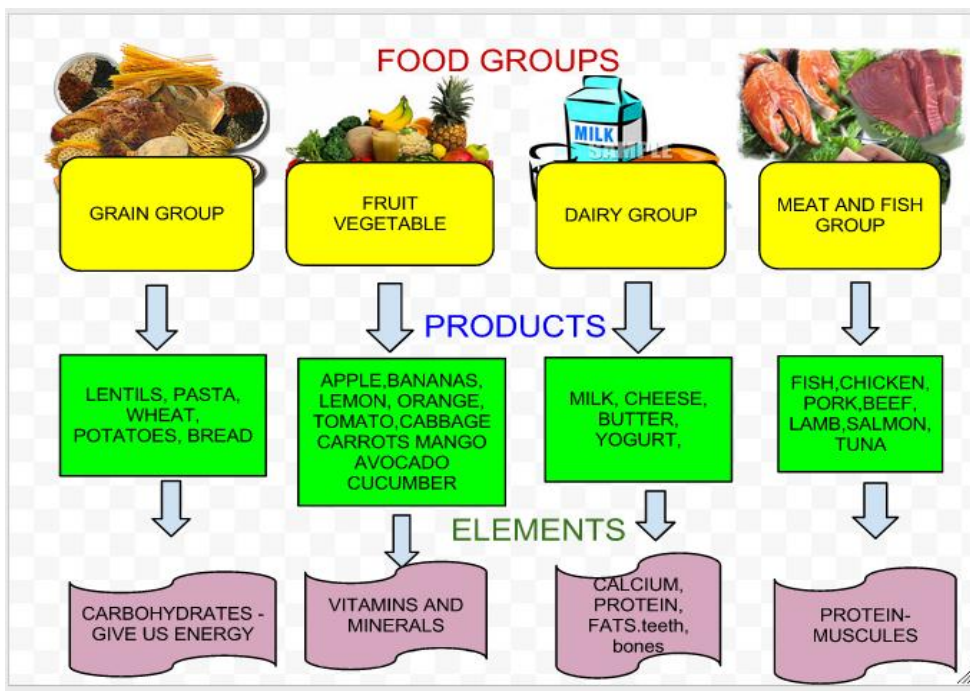 FOOD GROUPS
MILK
SAMPLE
GRAIN GROUP
FRUIT
VEGETABLE
DAIRY GROUP
MEAT AND FISH
GROUP
PRODUCTS
LENTILS, PASTA,
WHEAT,
POTATOES, BREAD
APPLE,BANANAS,
LEMON, ORANGE,
TOMATO,CABBAGE
CARROTS MANGO
AVOCADO
CUCUMBER
MILK, CHEESE,
BUTTER,
YOGURT,
FISH,CHICKEN,
PORK,BEEF,
LAMB,SALMON,
TUNA
ELEMENTS
CARBOHYDRATES -
GIVE US ENERGY
VITAMINS AND
MINERALS
CALCIUM,
PROTEIN,
FATS.teeth,
bones
PROTEIN-
MUSCULES